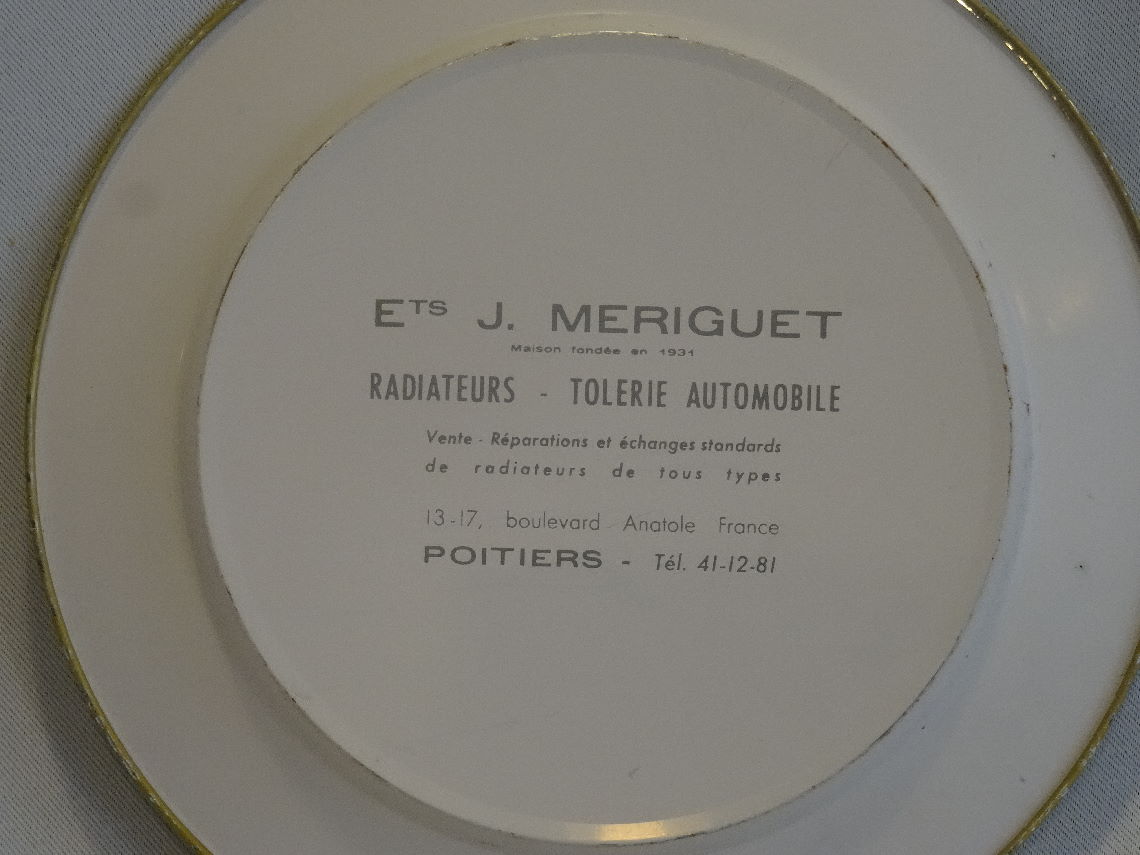 ETS J. MERIGUET
Maison fondée en 1931
RADIATEURS - TOLERIE AUTOMOBILE
Vente - Réparations et échanges standards
de radiateurs de tous types
13-17, boulevard Anatole France
POITIERS - Tél. 41-12-81